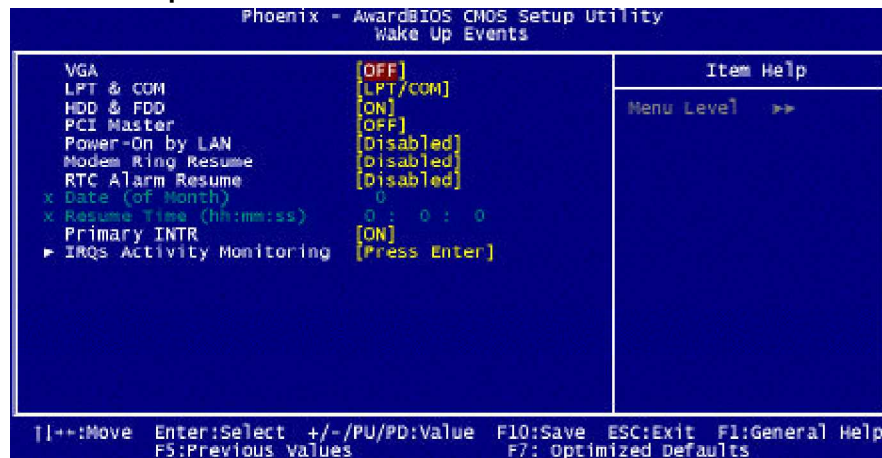 Phoenix - AwardBIOS CMOS Setup Utility
Wake Up Events
VGA [OFF]
LPT & COM [LPT/COM]
HDD & FDD [ON]
PCI Master [OFF]
Power-On by LAN [Disabled]
Modem Ring Resume [Disabled]
RTC Alarm Resume [Disabled]
x Date (of Month) 0
x Resume Time (hh:mm:ss) 0 : 0 : 0
Primary INTR [ON]
► IRQs Activity Monitoring [Press Enter]
Item Help
Menu Level ►►
↑↓→←:Move Enter:Select +/-/PU/PD:Value F10:Save ESC:Exit F1:General Help
F5:Previous Values F7: Optimized Defaults